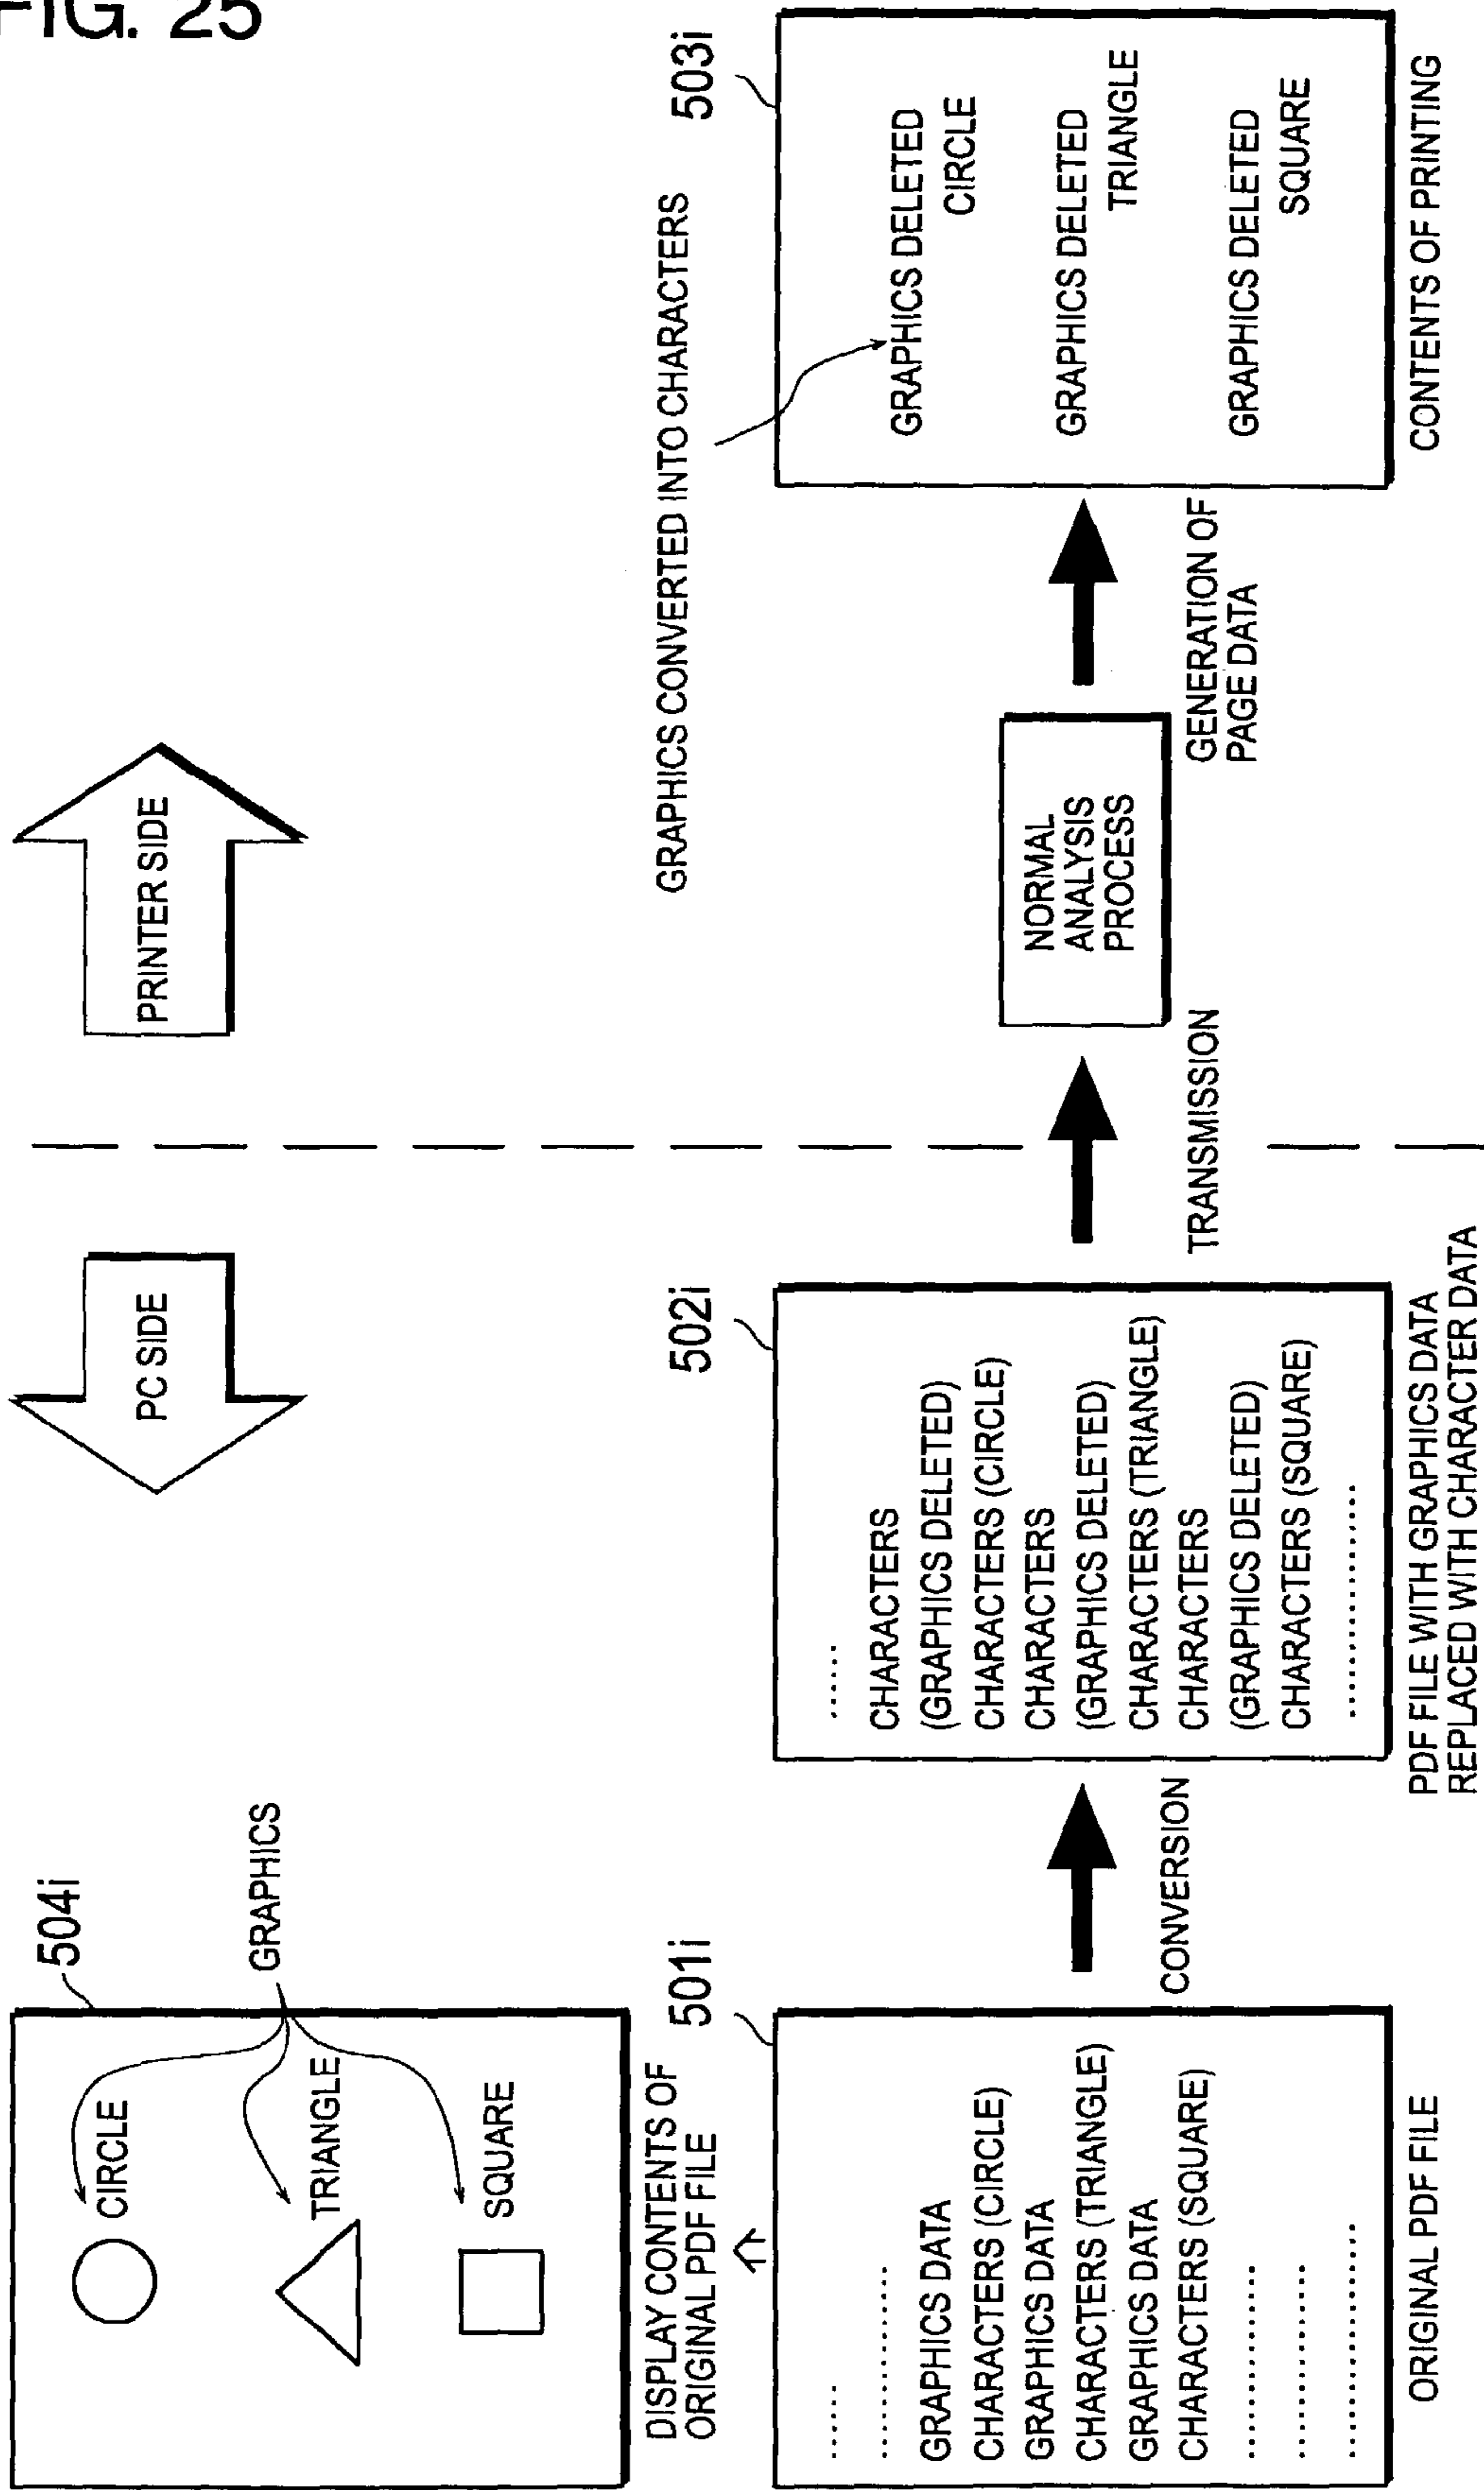 FIG. 25
PC SIDE
PRINTER SIDE
504i
CIRCLE
TRIANGLE
SQUARE
GRAPHICS
DISPLAY CONTENTS OF
ORIGINAL PDF FILE
501i
......
.................
GRAPHICS DATA
CHARACTERS (CIRCLE)
GRAPHICS DATA
CHARACTERS (TRIANGLE)
GRAPHICS DATA
CHARACTERS (SQUARE)
.................
.................
.....................
ORIGINAL PDF FILE
CONVERSION
502i
......
CHARACTERS
(GRAPHICS DELETED)
CHARACTERS (CIRCLE)
CHARACTERS
(GRAPHICS DELETED)
CHARACTERS (TRIANGLE)
CHARACTERS
(GRAPHICS DELETED)
CHARACTERS (SQUARE)
.....................
PDF FILE WITH GRAPHICS DATA
REPLACED WITH CHARACTER DATA
TRANSMISSION
NORMAL
ANALYSIS
PROCESS
GENERATION OF
PAGE DATA
GRAPHICS CONVERTED INTO CHARACTERS
503i
GRAPHICS DELETED
CIRCLE
GRAPHICS DELETED
TRIANGLE
GRAPHICS DELETED
SQUARE
CONTENTS OF PRINTING